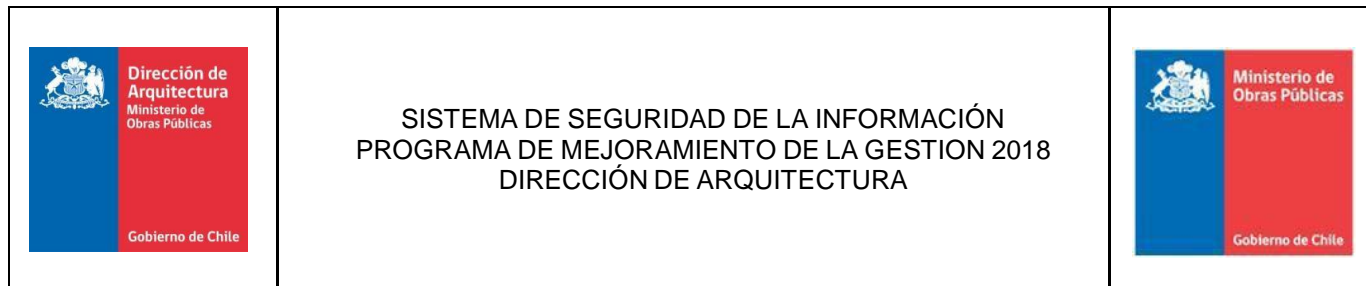 Dirección de
Arquitectura
Ministerio de
Obras Públicas
Gobierno de Chile
SISTEMA DE SEGURIDAD DE LA INFORMACIÓN
PROGRAMA DE MEJORAMIENTO DE LA GESTION 2018
DIRECCIÓN DE ARQUITECTURA
Ministerio de
Obras Públicas
Gobierno de Chile